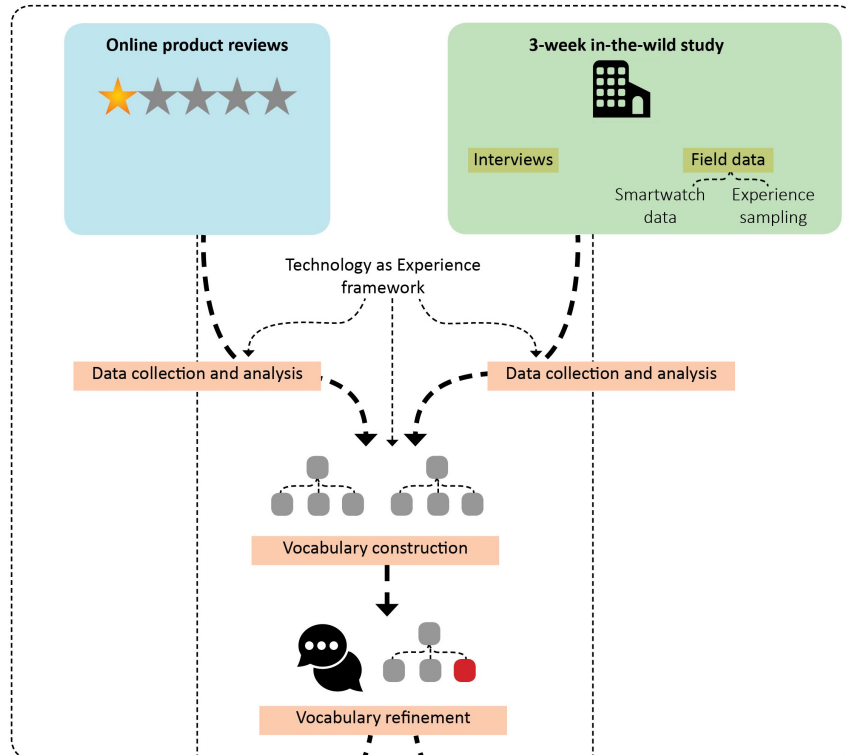 Online product reviews
3-week in-the-wild study
Interviews
Field data
Smartwatch
data
Experience
sampling
Technology as Experience
framework
Data collection and analysis
Data collection and analysis
Vocabulary construction
Vocabulary refinement